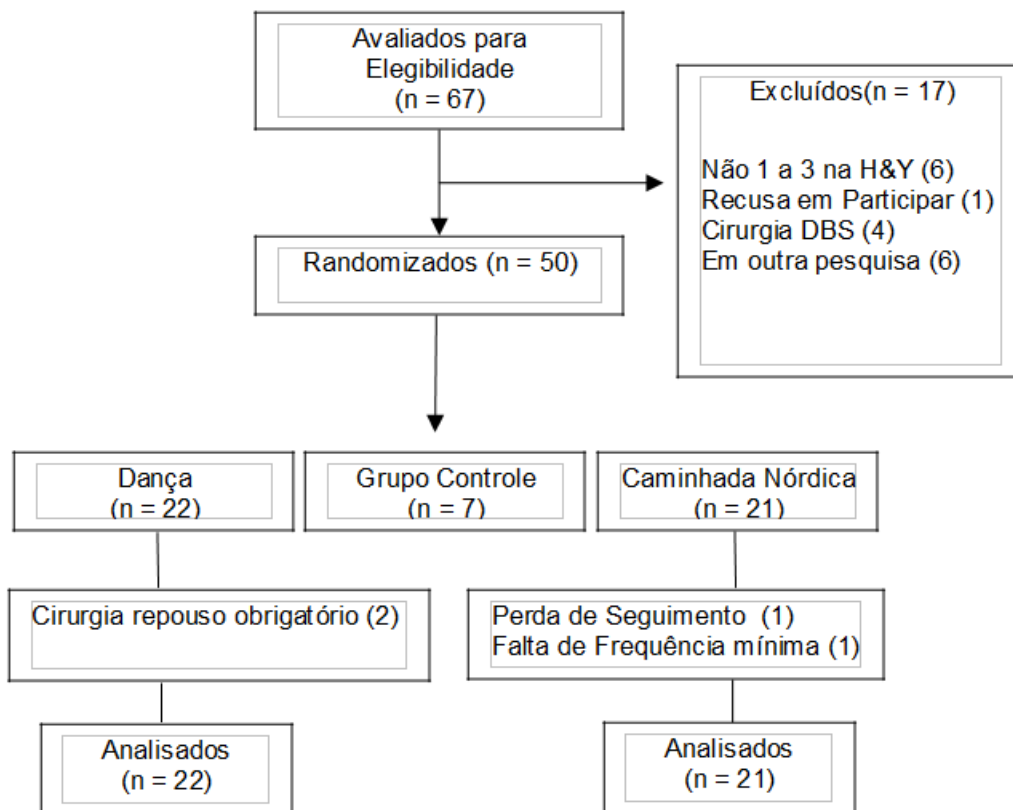 Avaliados para
Elegibilidade
(n = 67)
Excluídos(n = 17)
Não 1 a 3 na H&Y (6)
Recusa em Participar (1)
Cirurgia DBS (4)
Em outra pesquisa (6)
Randomizados (n = 50)
Dança
(n = 22)
Grupo Controle
(n = 7)
Caminhada Nórdica
(n = 21)
Cirurgia repouso obrigatório (2)
Perda de Seguimento (1)
Falta de Frequência mínima (1)
Analisados
(n = 22)
Analisados
(n = 21)